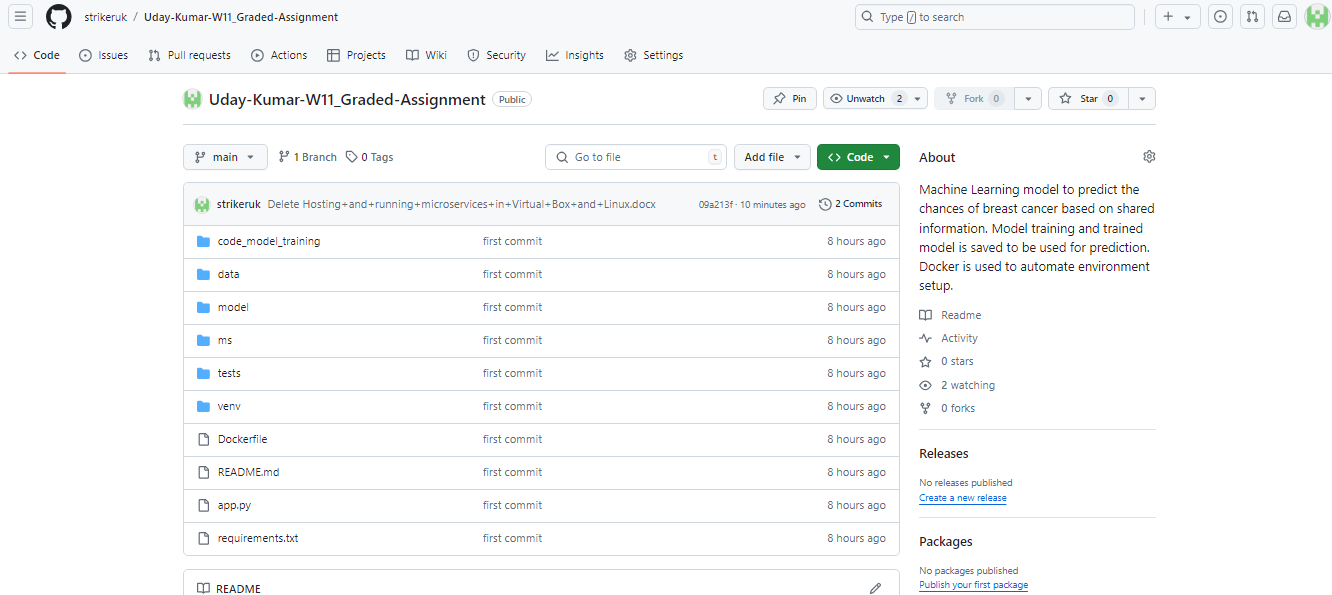 strikeruk / Uday-Kumar-W11_Graded-Assignment
Type / to search
Code Issues Pull requests Actions Projects Wiki Security Insights Settings
Uday-Kumar-W11_Graded-Assignment Public
Pin Unwatch 2 Fork 0 Star 0
main 1 Branch 0 Tags Go to file t Add file Code
strikeruk Delete Hosting+and+running+microservices+in+Virtual+Box+and+Linux.docx 09a213f · 10 minutes ago 2 Commits
code_model_training first commit 8 hours ago
data first commit 8 hours ago
model first commit 8 hours ago
ms first commit 8 hours ago
tests first commit 8 hours ago
venv first commit 8 hours ago
Dockerfile first commit 8 hours ago
README.md first commit 8 hours ago
app.py first commit 8 hours ago
requirements.txt first commit 8 hours ago
README
About
Machine Learning model to predict the
chances of breast cancer based on shared
information. Model training and trained
model is saved to be used for prediction.
Docker is used to automate environment
setup.
Readme
Activity
0 stars
2 watching
0 forks
Releases
No releases published
Create a new release
Packages
No packages published
Publish your first package